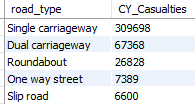 road_type CY_Casualties
Single carriageway 309698
Dual carriageway 67368
Roundabout 26828
One way street 7389
Slip road 6600